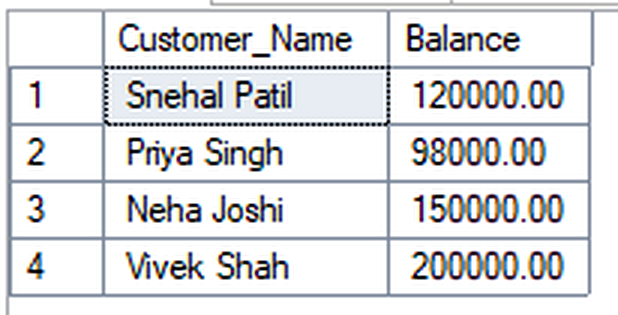 Customer_Name Balance
1 Snehal Patil 120000.00
2 Priya Singh 98000.00
3 Neha Joshi 150000.00
4 Vivek Shah 200000.00